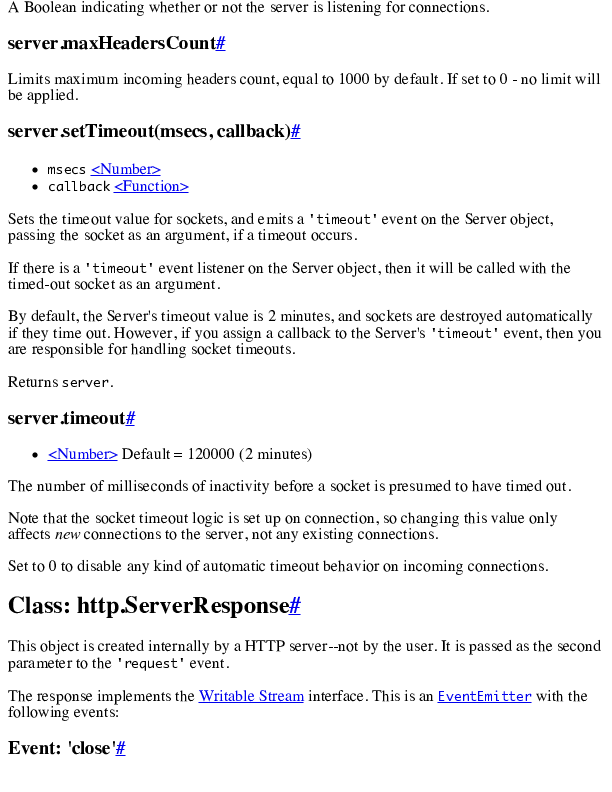 A Boolean indicating whether or not the server is listening for connections.
server.maxHeadersCount#
Limits maximum incoming headers count, equal to 1000 by default. If set to 0 - no limit will
be applied.
server.setTimeout(msecs, callback)#
• msecs <Number>
• callback <Function>
Sets the timeout value for sockets, and emits a 'timeout' event on the Server object,
passing the socket as an argument, if a timeout occurs.
If there is a 'timeout' event listener on the Server object, then it will be called with the
timed-out socket as an argument.
By default, the Server's timeout value is 2 minutes, and sockets are destroyed automatically
if they time out. However, if you assign a callback to the Server's 'timeout' event, then you
are responsible for handling socket timeouts.
Returns server.
server.timeout#
• <Number> Default = 120000 (2 minutes)
The number of milliseconds of inactivity before a socket is presumed to have timed out.
Note that the socket timeout logic is set up on connection, so changing this value only
affects new connections to the server, not any existing connections.
Set to 0 to disable any kind of automatic timeout behavior on incoming connections.
Class: http.ServerResponse#
This object is created internally by a HTTP server--not by the user. It is passed as the second
parameter to the 'request' event.
The response implements the Writable Stream interface. This is an EventEmitter with the
following events:
Event: 'close'#